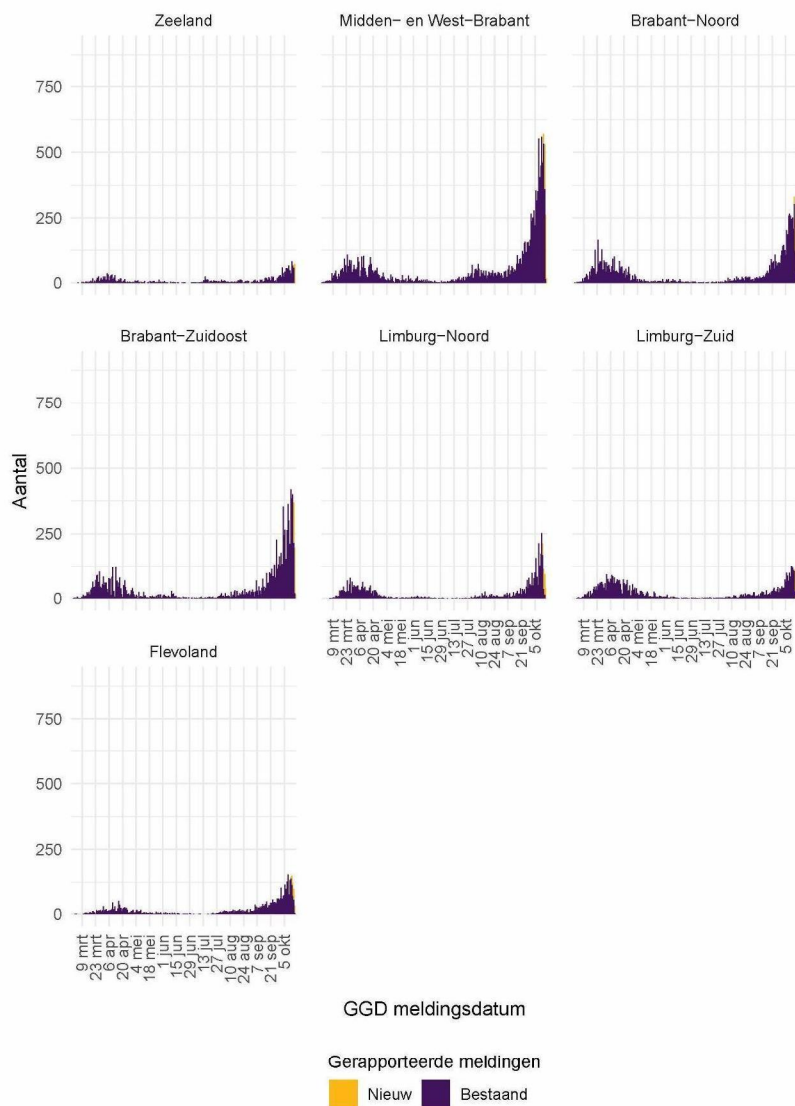 Zeeland
Midden- en West-Brabant
Brabant-Noord
750
500
250
0
Brabant-Zuidoost
Limburg-Noord
Limburg-Zuid
Aantal
750
500
250
0
9 mrt
23 mrt
6 apr
20 apr
4 mei
18 mei
1 jun
15 jun
29 jun
13 jul
27 jul
10 aug
24 aug
7 sep
21 sep
5 okt
9 mrt
23 mrt
6 apr
20 apr
4 mei
18 mei
1 jun
15 jun
29 jun
13 jul
27 jul
10 aug
24 aug
7 sep
21 sep
5 okt
Flevoland
750
500
250
0
9 mrt
23 mrt
6 apr
20 apr
4 mei
18 mei
1 jun
15 jun
29 jun
13 jul
27 jul
10 aug
24 aug
7 sep
21 sep
5 okt
GGD meldingsdatum
Gerapporteerde meldingen
Nieuw
Bestaand